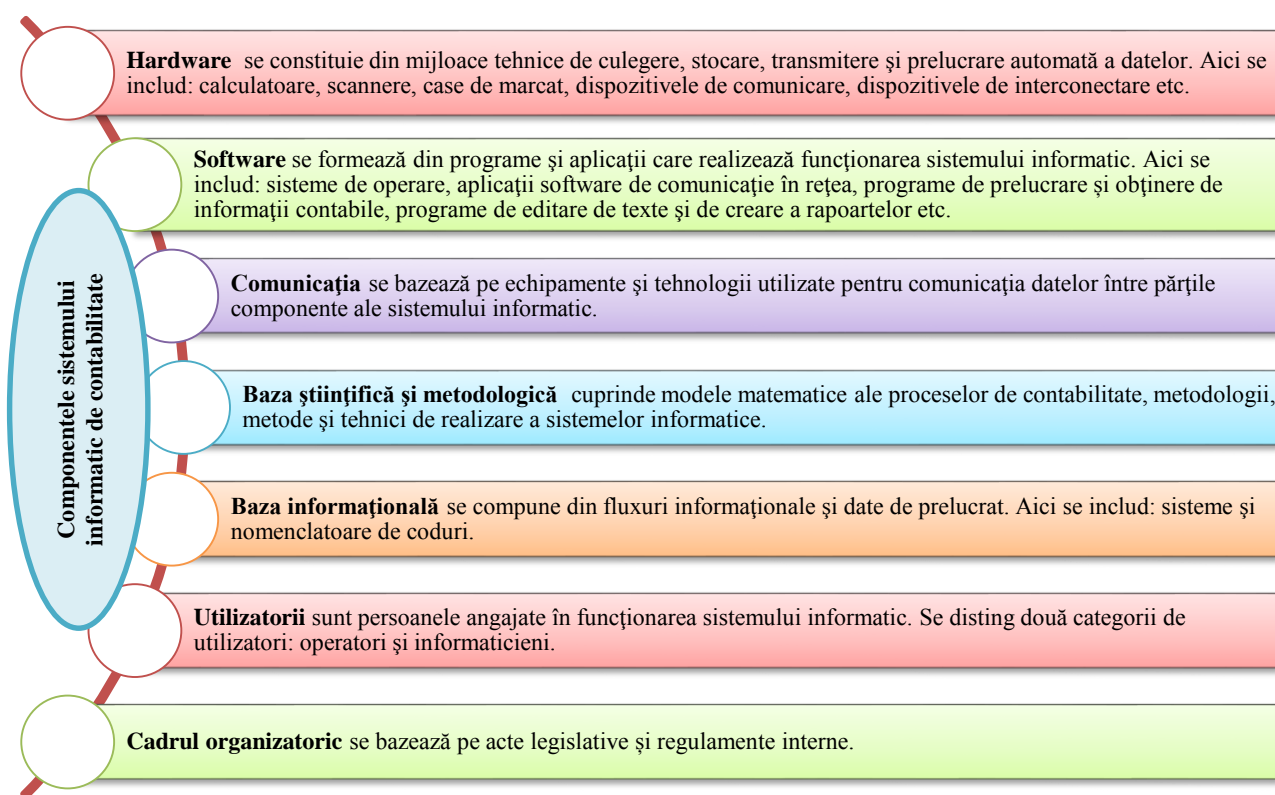 Hardware se constituie din mijloace tehnice de culegere, stocare, transmitere şi prelucrare automată a datelor. Aici se
includ: calculatoare, scannere, case de marcat, dispozitivele de comunicare, dispozitivele de interconectare etc.
Software se formează din programe şi aplicaţii care realizează funcţionarea sistemului informatic. Aici se
includ: sisteme de operare, aplicaţii software de comunicaţie în reţea, programe de prelucrare și obținere de
informaţii contabile, programe de editare de texte şi de creare a rapoartelor etc.
Comunicaţia se bazează pe echipamente şi tehnologii utilizate pentru comunicaţia datelor între părţile
componente ale sistemului informatic.
Componentele sistemului
informatic de contabilitate
Baza ştiinţifică şi metodologică cuprinde modele matematice ale proceselor de contabilitate, metodologii,
metode şi tehnici de realizare a sistemelor informatice.
Baza informaţională se compune din fluxuri informaţionale şi date de prelucrat. Aici se includ: sisteme şi
nomenclatoare de coduri.
Utilizatorii sunt persoanele angajate în funcţionarea sistemului informatic. Se disting două categorii de
utilizatori: operatori şi informaticieni.
Cadrul organizatoric se bazează pe acte legislative și regulamente interne.